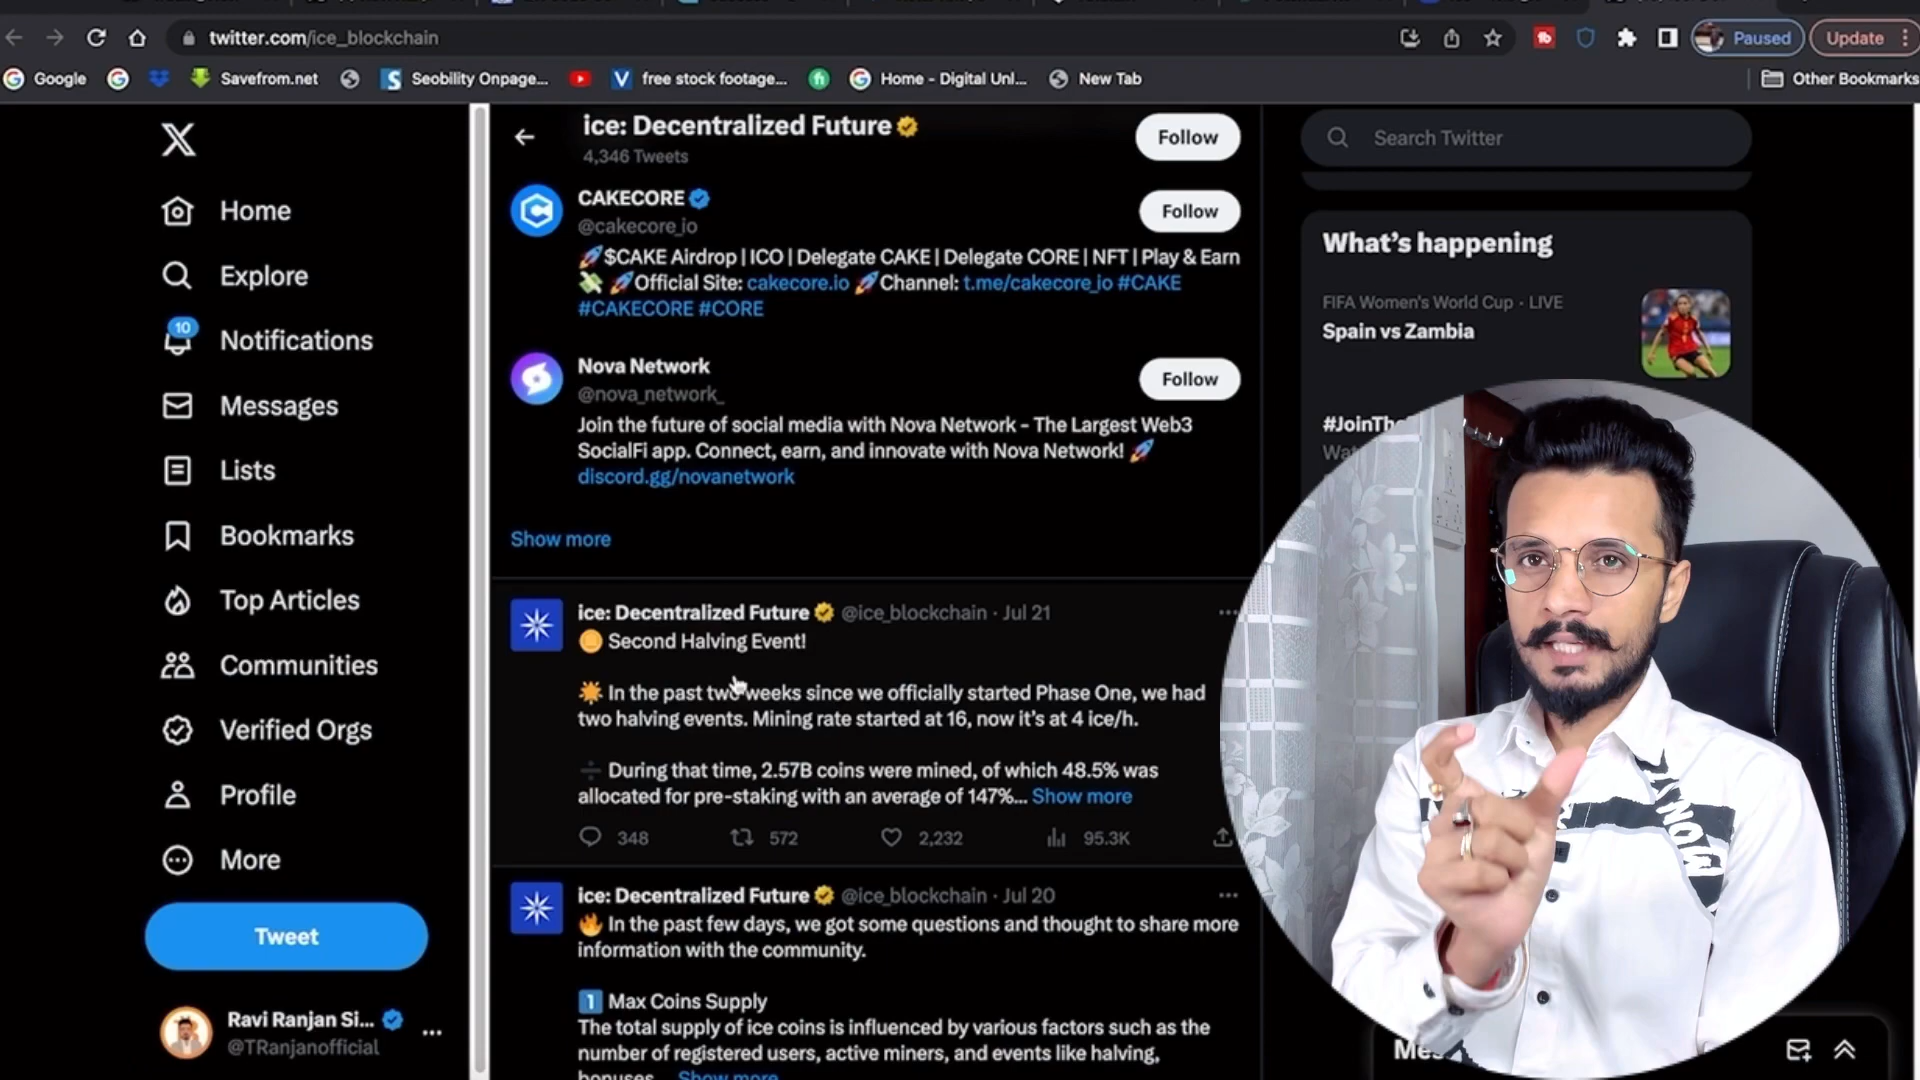 twitter.com/ice_blockchain
Paused
Update
Google
Savefrom.net
Seobility Onpage...
free stock footage...
Home - Digital Unl...
New Tab
Other Bookmarks
Home
Explore
10
Notifications
Messages
Lists
Bookmarks
Top Articles
Communities
Verified Orgs
Profile
More
Tweet
Ravi Ranjan Si...
@TRanjanofficial
ice: Decentralized Future
4,346 Tweets
Follow
CAKECORE
@cakecore_io
Follow
🚀$CAKE Airdrop | ICO | Delegate CAKE | Delegate CORE | NFT | Play & Earn
💸 🚀Official Site: cakecore.io 🚀Channel: t.me/cakecore_io #CAKE
#CAKECORE #CORE
Nova Network
@nova_network_
Follow
Join the future of social media with Nova Network - The Largest Web3
SocialFi app. Connect, earn, and innovate with Nova Network! 🚀
discord.gg/novanetwork
Show more
ice: Decentralized Future @ice_blockchain · Jul 21
🪙 Second Halving Event!
☀️ In the past two weeks since we officially started Phase One, we had
two halving events. Mining rate started at 16, now it's at 4 ice/h.
➗ During that time, 2.57B coins were mined, of which 48.5% was
allocated for pre-staking with an average of 147%... Show more
348 572 2,232 95.3K
ice: Decentralized Future @ice_blockchain · Jul 20
🔥 In the past few days, we got some questions and thought to share more
information with the community.
1️⃣ Max Coins Supply
The total supply of ice coins is influenced by various factors such as the
number of registered users, active miners, and events like halving,
bonuses... Show more
Search Twitter
What's happening
FIFA Women's World Cup · LIVE
Spain vs Zambia